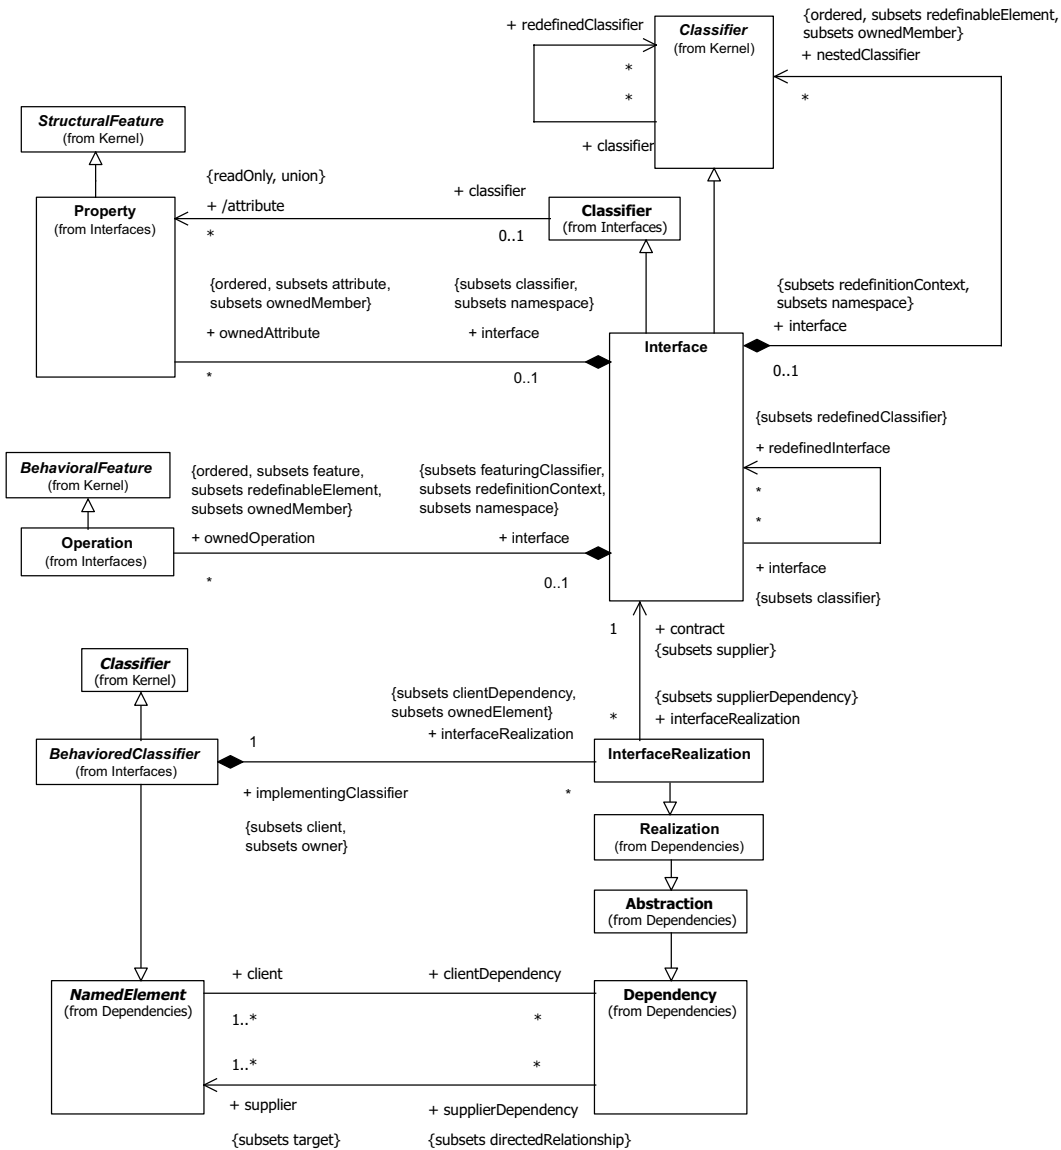 + redefinedClassifier
*
*
+ classifier
Classifier
(from Kernel)
{ordered, subsets redefinableElement,
subsets ownedMember}
+ nestedClassifier
*
StructuralFeature
(from Kernel)
Property
(from Interfaces)
{readOnly, union}
+ /attribute
*
+ classifier
0..1
Classifier
(from Interfaces)
{ordered, subsets attribute,
subsets ownedMember}
+ ownedAttribute
*
{subsets classifier,
subsets namespace}
+ interface
0..1
Interface
{subsets redefinitionContext,
subsets namespace}
+ interface
0..1
{subsets redefinedClassifier}
+ redefinedInterface
*
*
+ interface
{subsets classifier}
BehavioralFeature
(from Kernel)
Operation
(from Interfaces)
{ordered, subsets feature,
subsets redefinableElement,
subsets ownedMember}
+ ownedOperation
*
{subsets featuringClassifier,
subsets redefinitionContext,
subsets namespace}
+ interface
0..1
1
+ contract
{subsets supplier}
Classifier
(from Kernel)
BehavioredClassifier
(from Interfaces)
1
+ implementingClassifier
{subsets client,
subsets owner}
{subsets clientDependency,
subsets ownedElement}
+ interfaceRealization
*
*
{subsets supplierDependency}
+ interfaceRealization
InterfaceRealization
Realization
(from Dependencies)
Abstraction
(from Dependencies)
NamedElement
(from Dependencies)
+ client
1..*
+ clientDependency
*
1..*
*
+ supplier
{subsets target}
+ supplierDependency
{subsets directedRelationship}
Dependency
(from Dependencies)